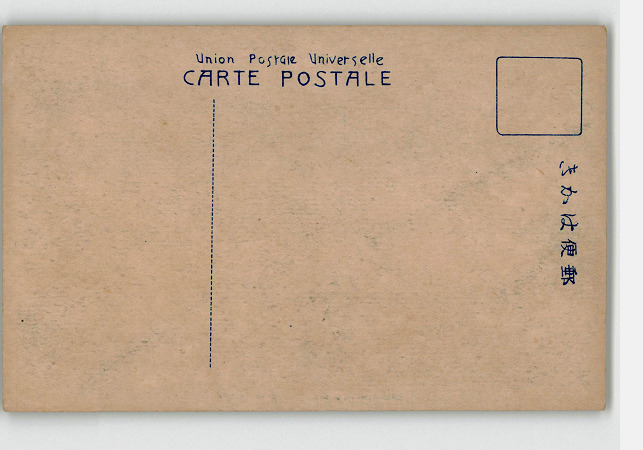 Union Postale Universelle
CARTE POSTALE
きかは便郵